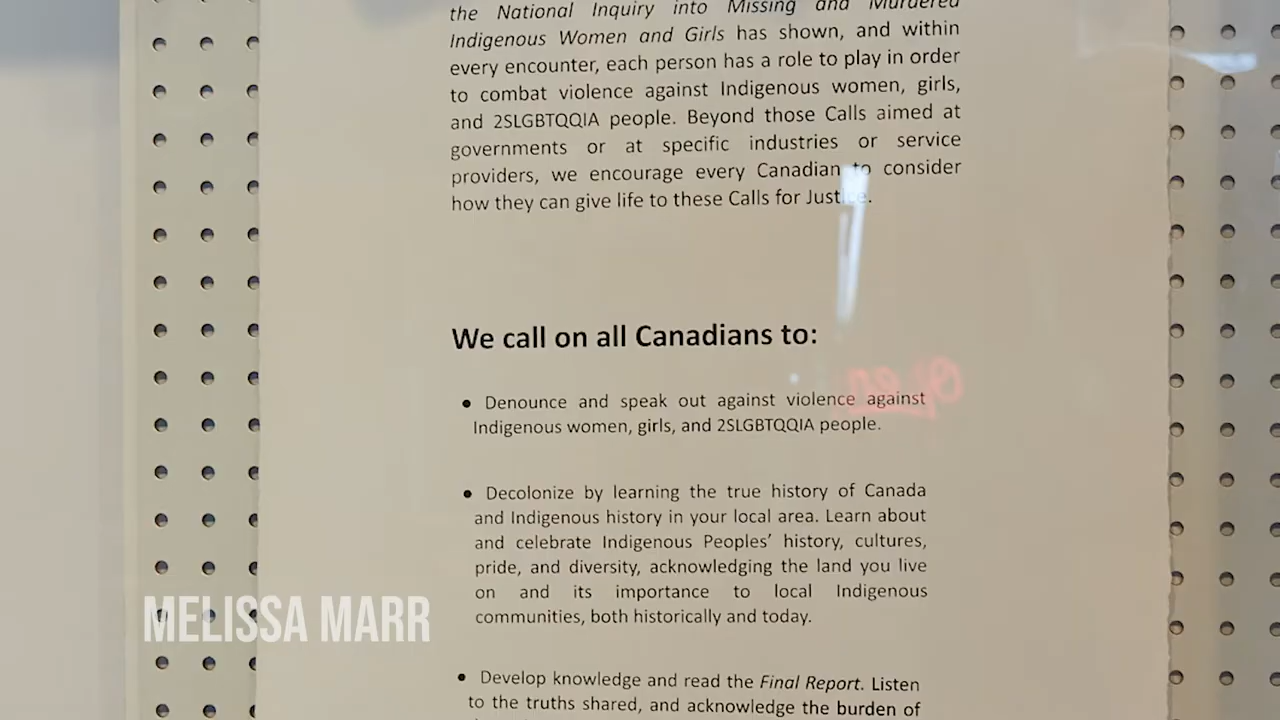 the National Inquiry into Missing and Murdered
Indigenous Women and Girls has shown, and within
every encounter, each person has a role to play in order
to combat violence against Indigenous women, girls,
and 2SLGBTQQIA people. Beyond those Calls aimed at
governments or at specific industries or service
providers, we encourage every Canadian to consider
how they can give life to these Calls for Justice.
We call on all Canadians to:
• Denounce and speak out against violence against
Indigenous women, girls, and 2SLGBTQQIA people.
• Decolonize by learning the true history of Canada
and Indigenous history in your local area. Learn about
and celebrate Indigenous Peoples’ history, cultures,
pride, and diversity, acknowledging the land you live
on and its importance to local Indigenous
communities, both historically and today.
MELISSA MARR
• Develop knowledge and read the Final Report. Listen
to the truths shared, and acknowledge the burden of